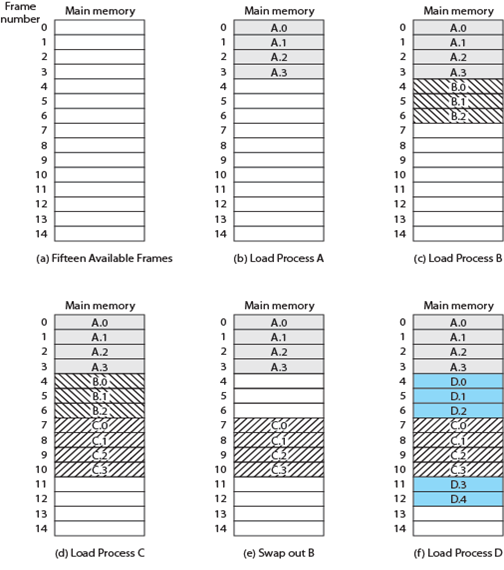 Frame
number
Main memory
0
1
2
3
4
5
6
7
8
9
10
11
12
13
14
(a) Fifteen Available Frames
Main memory
0 A.0
1 A.1
2 A.2
3 A.3
4
5
6
7
8
9
10
11
12
13
14
(b) Load Process A
Main memory
0 A.0
1 A.1
2 A.2
3 A.3
4 B.0
5 B.1
6 B.2
7
8
9
10
11
12
13
14
(c) Load Process B
Main memory
0 A.0
1 A.1
2 A.2
3 A.3
4 B.0
5 B.1
6 B.2
7 C.0
8 C.1
9 C.2
10 C.3
11
12
13
14
(d) Load Process C
Main memory
0 A.0
1 A.1
2 A.2
3 A.3
4
5
6
7 C.0
8 C.1
9 C.2
10 C.3
11
12
13
14
(e) Swap out B
Main memory
0 A.0
1 A.1
2 A.2
3 A.3
4 D.0
5 D.1
6 D.2
7 C.0
8 C.1
9 C.2
10 C.3
11 D.3
12 D.4
13
14
(f) Load Process D